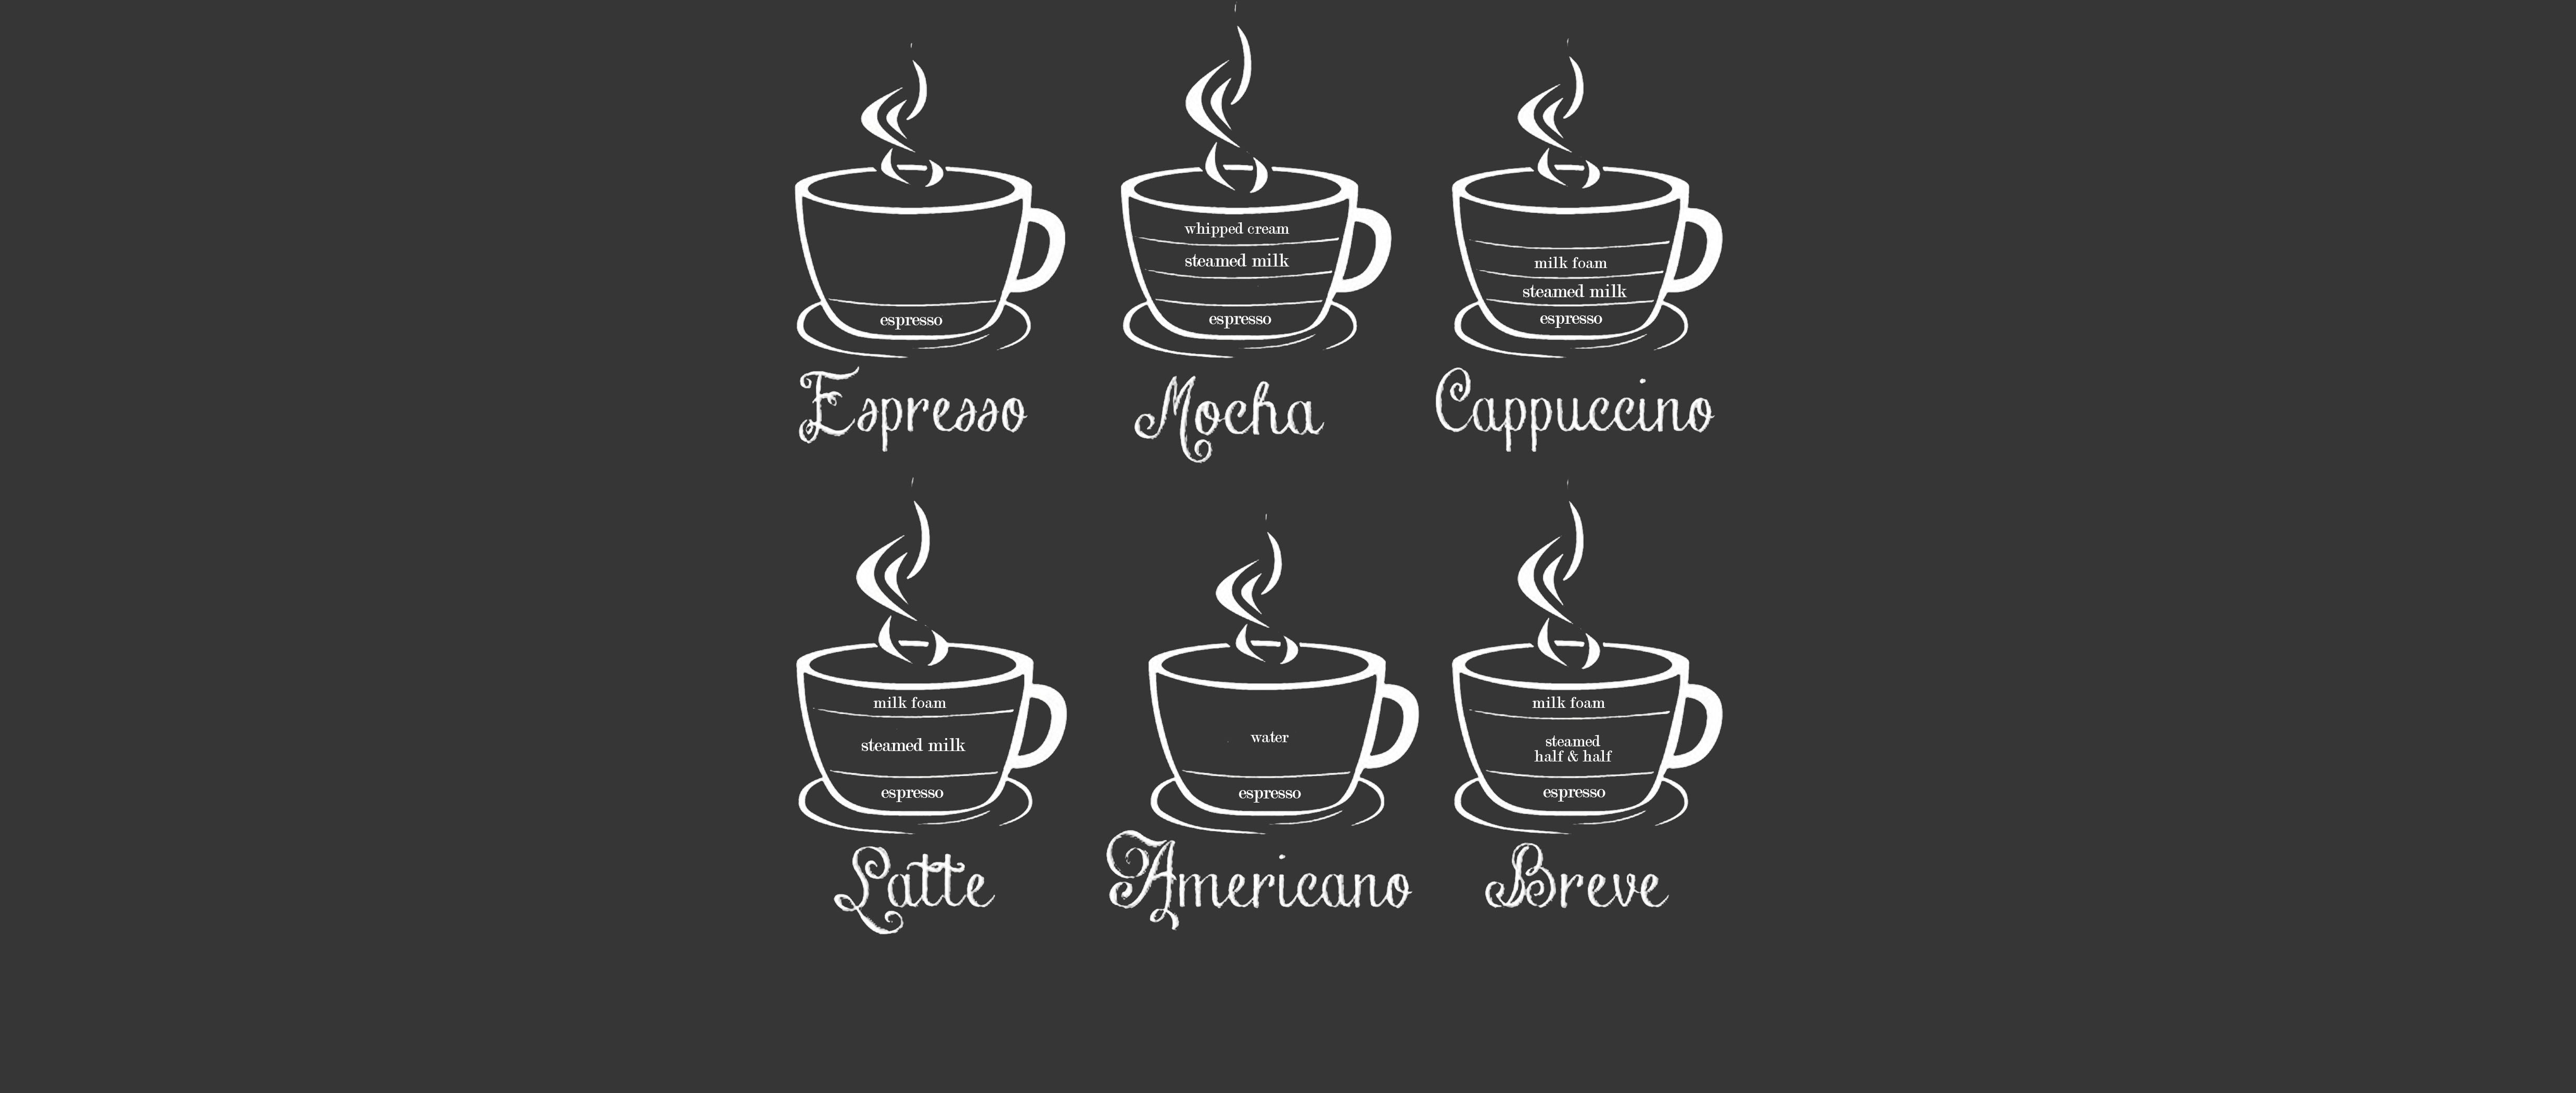 espresso
Espresso
whipped cream
steamed milk
espresso
Mocha
milk foam
steamed milk
espresso
Cappuccino
milk foam
steamed milk
espresso
Latte
water
espresso
Americano
milk foam
steamed
half & half
espresso
Breve